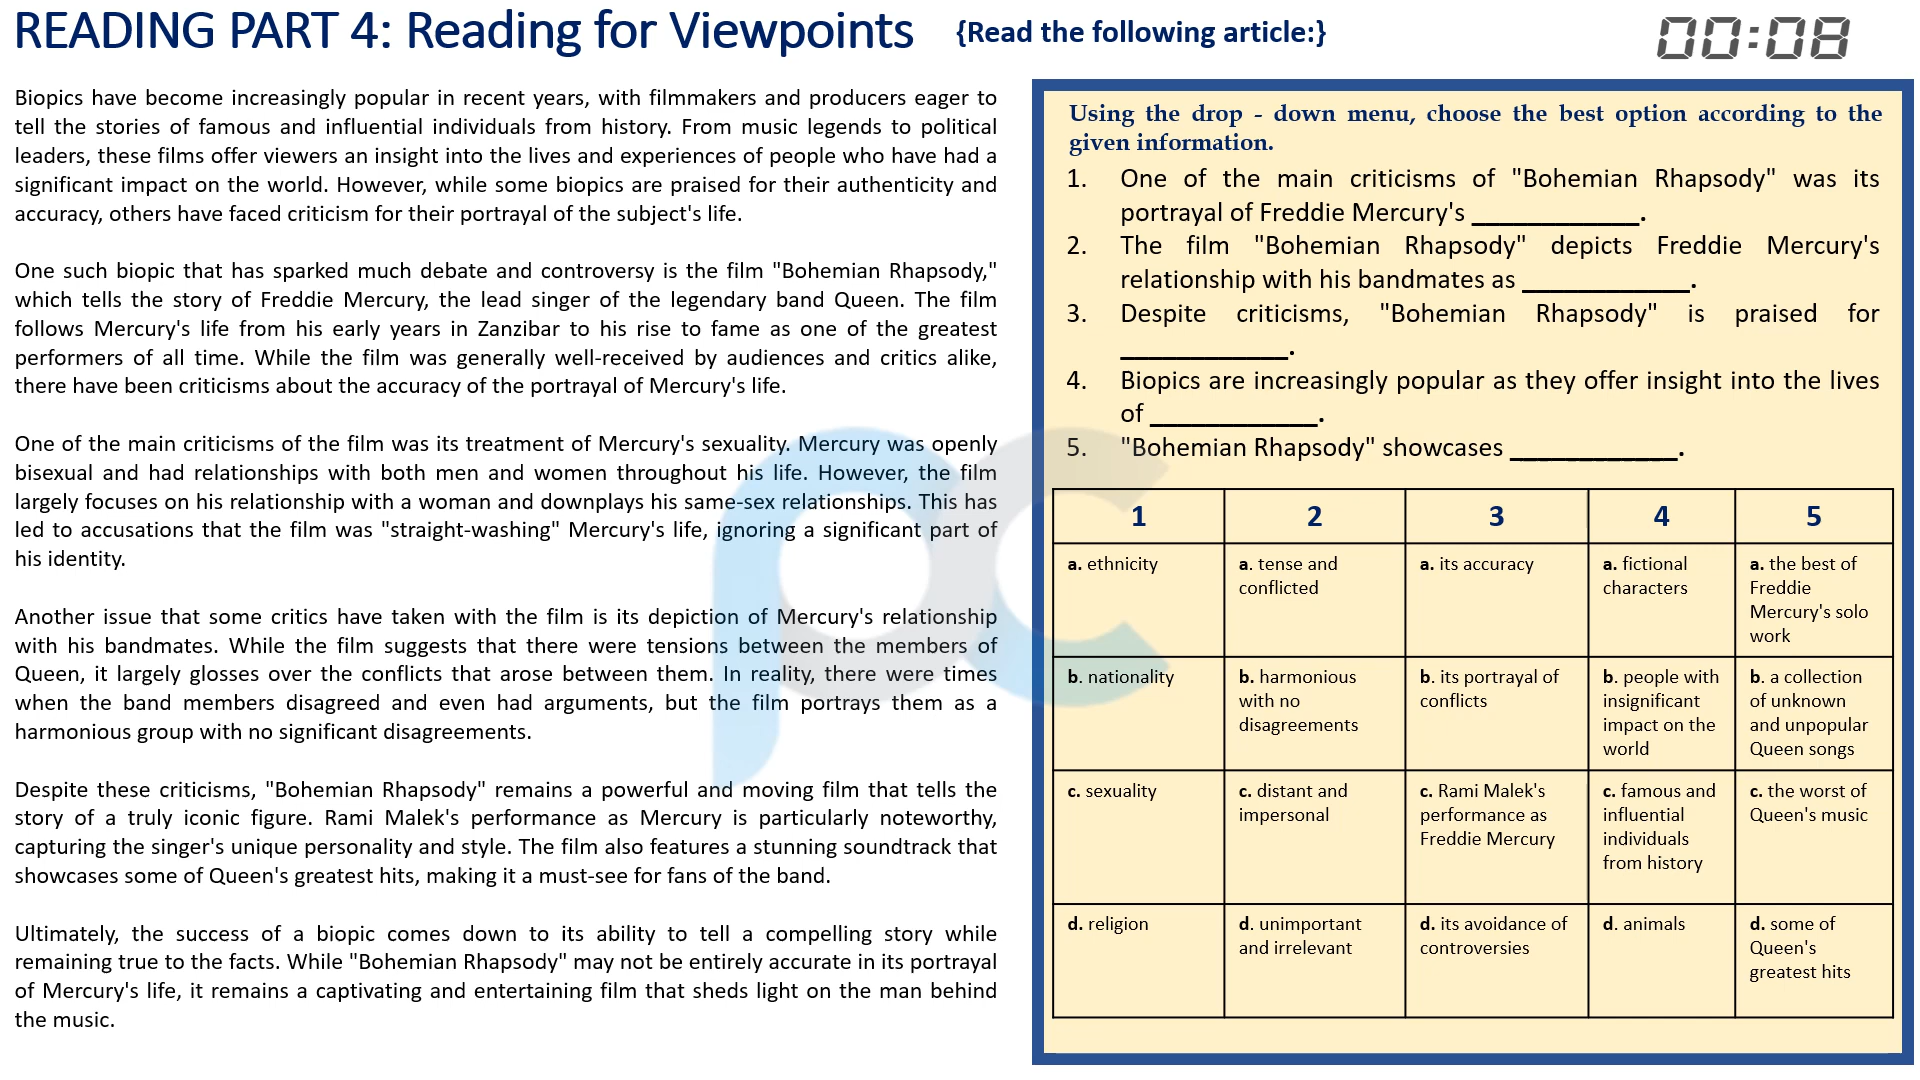 READING PART 4: Reading for Viewpoints
{Read the following article:}
00:08
Biopics have become increasingly popular in recent years, with filmmakers and producers eager to
tell the stories of famous and influential individuals from history. From music legends to political
leaders, these films offer viewers an insight into the lives and experiences of people who have had a
significant impact on the world. However, while some biopics are praised for their authenticity and
accuracy, others have faced criticism for their portrayal of the subject's life.
One such biopic that has sparked much debate and controversy is the film "Bohemian Rhapsody,"
which tells the story of Freddie Mercury, the lead singer of the legendary band Queen. The film
follows Mercury's life from his early years in Zanzibar to his rise to fame as one of the greatest
performers of all time. While the film was generally well-received by audiences and critics alike,
there have been criticisms about the accuracy of the portrayal of Mercury's life.
One of the main criticisms of the film was its treatment of Mercury's sexuality. Mercury was openly
bisexual and had relationships with both men and women throughout his life. However, the film
largely focuses on his relationship with a woman and downplays his same-sex relationships. This has
led to accusations that the film was "straight-washing" Mercury's life, ignoring a significant part of
his identity.
Another issue that some critics have taken with the film is its depiction of Mercury's relationship
with his bandmates. While the film suggests that there were tensions between the members of
Queen, it largely glosses over the conflicts that arose between them. In reality, there were times
when the band members disagreed and even had arguments, but the film portrays them as a
harmonious group with no significant disagreements.
Despite these criticisms, "Bohemian Rhapsody" remains a powerful and moving film that tells the
story of a truly iconic figure. Rami Malek's performance as Mercury is particularly noteworthy,
capturing the singer's unique personality and style. The film also features a stunning soundtrack that
showcases some of Queen's greatest hits, making it a must-see for fans of the band.
Ultimately, the success of a biopic comes down to its ability to tell a compelling story while
remaining true to the facts. While "Bohemian Rhapsody" may not be entirely accurate in its portrayal
of Mercury's life, it remains a captivating and entertaining film that sheds light on the man behind
the music.
Using the drop - down menu, choose the best option according to the
given information.
1. One of the main criticisms of "Bohemian Rhapsody" was its
portrayal of Freddie Mercury's ____________.
2. The film "Bohemian Rhapsody" depicts Freddie Mercury's
relationship with his bandmates as ____________.
3. Despite criticisms, "Bohemian Rhapsody" is praised for
____________.
4. Biopics are increasingly popular as they offer insight into the lives
of ____________.
5. "Bohemian Rhapsody" showcases ____________.
1 2 3 4 5
a. ethnicity
a. tense and
conflicted
a. its accuracy
a. fictional
characters
a. the best of
Freddie
Mercury's solo
work
b. nationality
b. harmonious
with no
disagreements
b. its portrayal of
conflicts
b. people with
insignificant
impact on the
world
b. a collection
of unknown
and unpopular
Queen songs
c. sexuality
c. distant and
impersonal
c. Rami Malek's
performance as
Freddie Mercury
c. famous and
influential
individuals
from history
c. the worst of
Queen's music
d. religion
d. unimportant
and irrelevant
d. its avoidance of
controversies
d. animals
d. some of
Queen's
greatest hits
pc